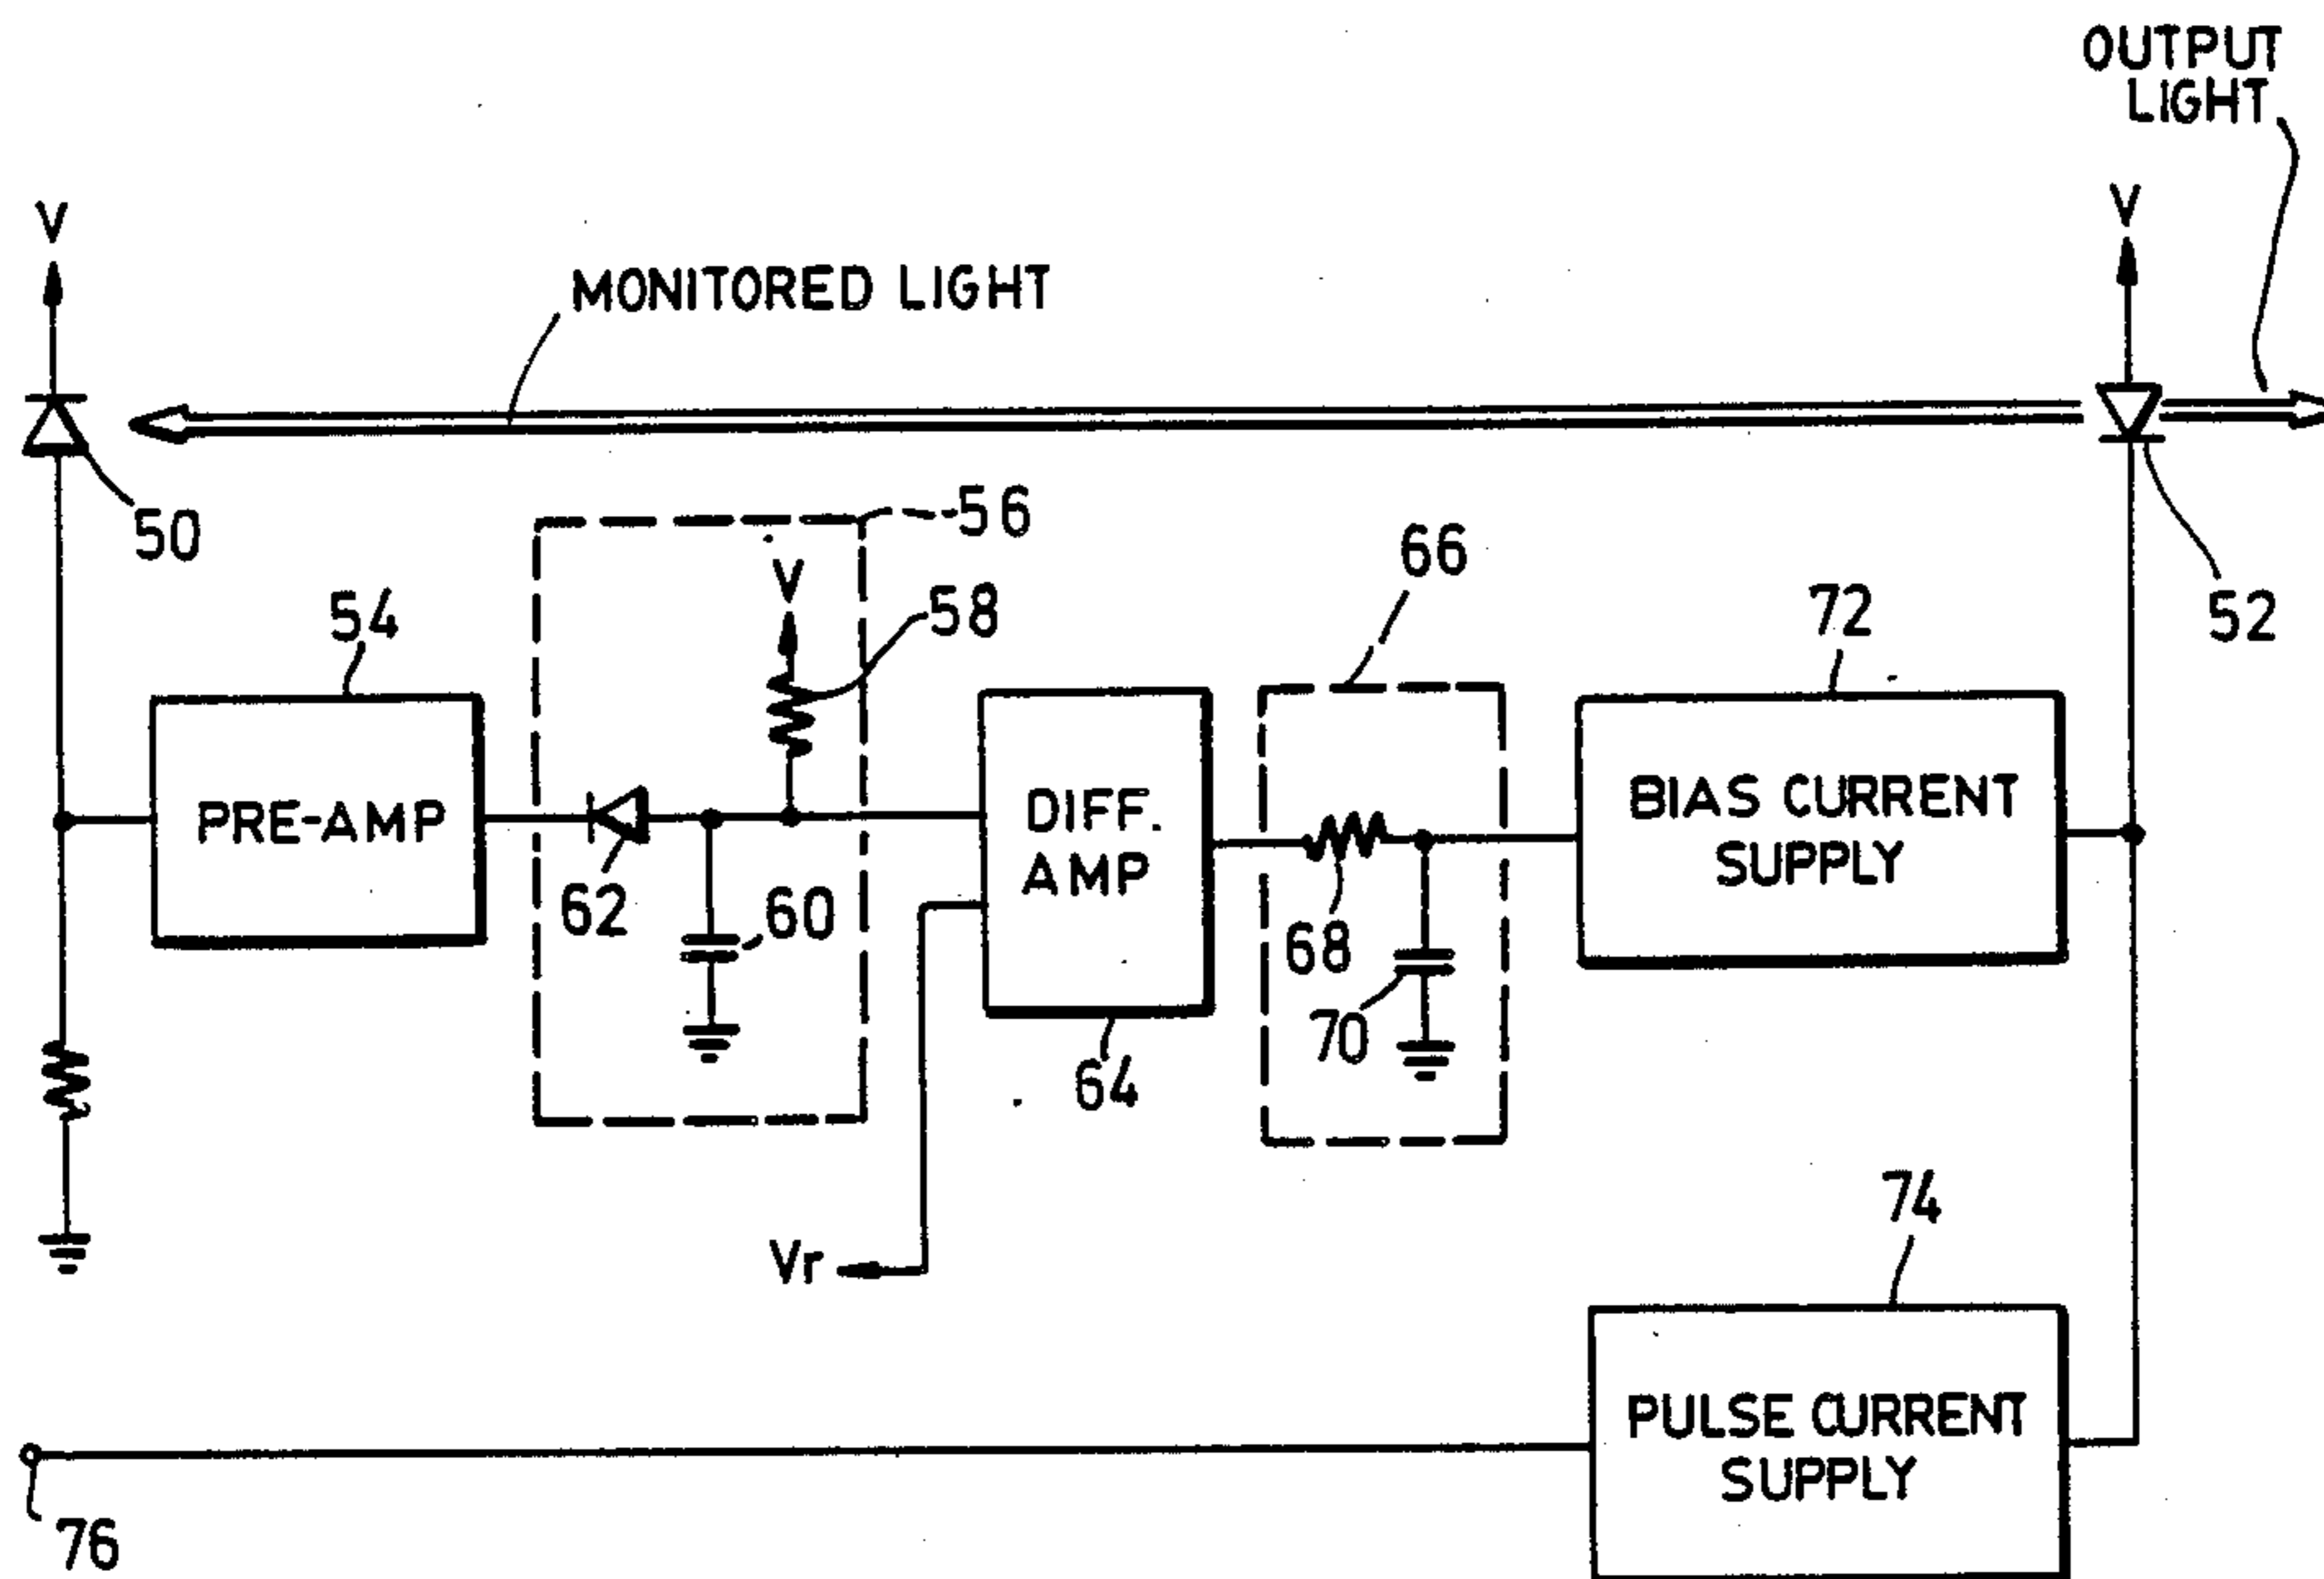 OUTPUT
LIGHT
V
V
MONITORED LIGHT
50
56
V
58
66
52
54
72
PRE-AMP
62
60
DIFF.
AMP
64
68
70
BIAS CURRENT
SUPPLY
Vr
74
PULSE CURRENT
SUPPLY
76